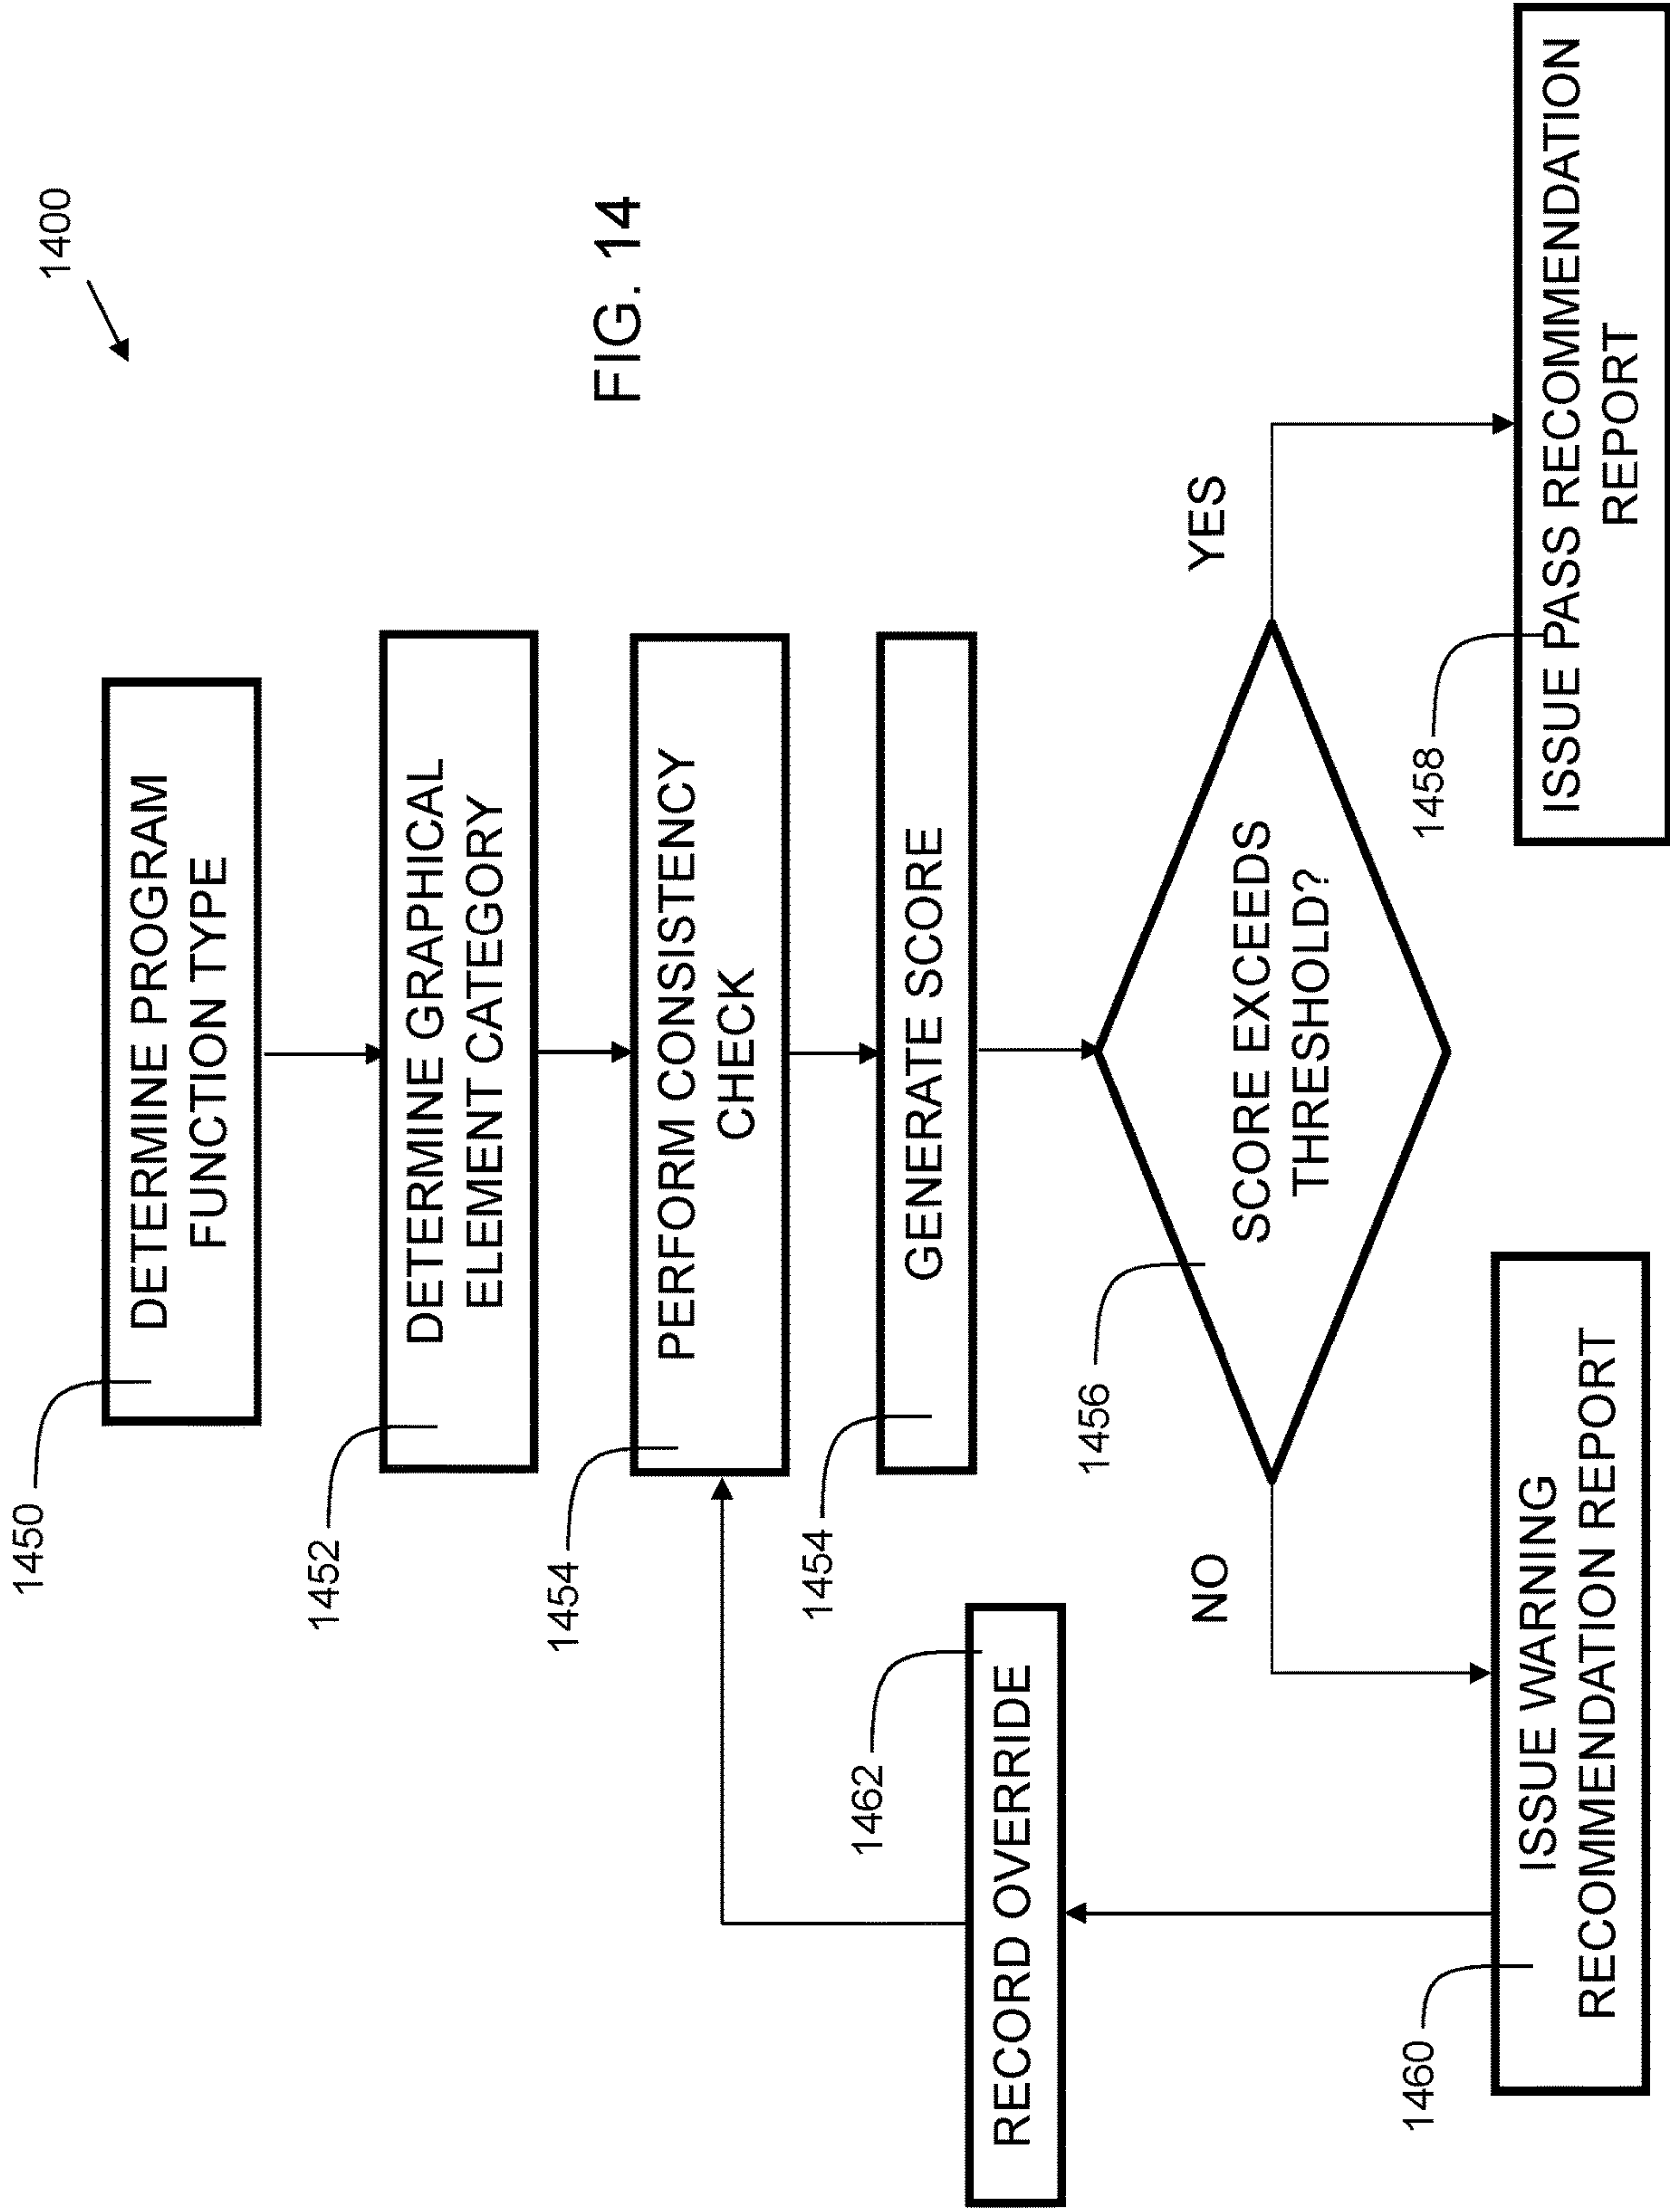 1400
1450
DETERMINE PROGRAM
FUNCTION TYPE
1452
DETERMINE GRAPHICAL
ELEMENT CATEGORY
1454
PERFORM CONSISTENCY
CHECK
1454
GENERATE SCORE
1456
SCORE EXCEEDS
THRESHOLD?
YES
NO
1458
ISSUE PASS RECOMMENDATION
REPORT
1460
ISSUE WARNING
RECOMMENDATION REPORT
1462
RECORD OVERRIDE
FIG. 14